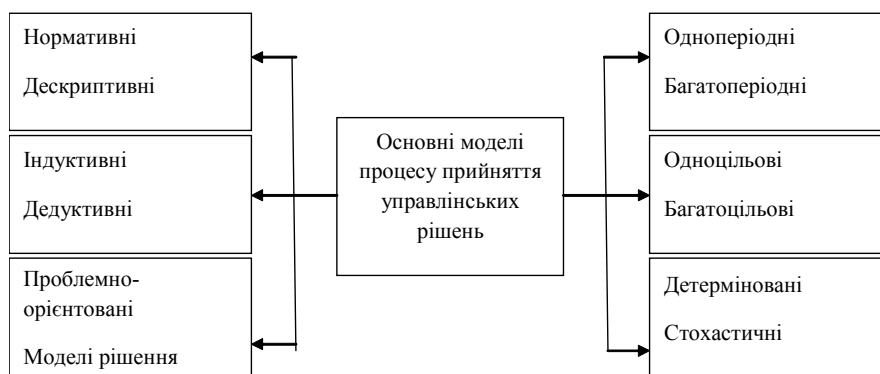 Нормативні
Дескриптивні
Індуктивні
Дедуктивні
Проблемно-
орієнтовані
Моделі рішення
Основні моделі
процесу прийняття
управлінських
рішень
Одноперіодні
Багатоперіодні
Одноцільові
Багатоцільові
Детерміновані
Стохастичні